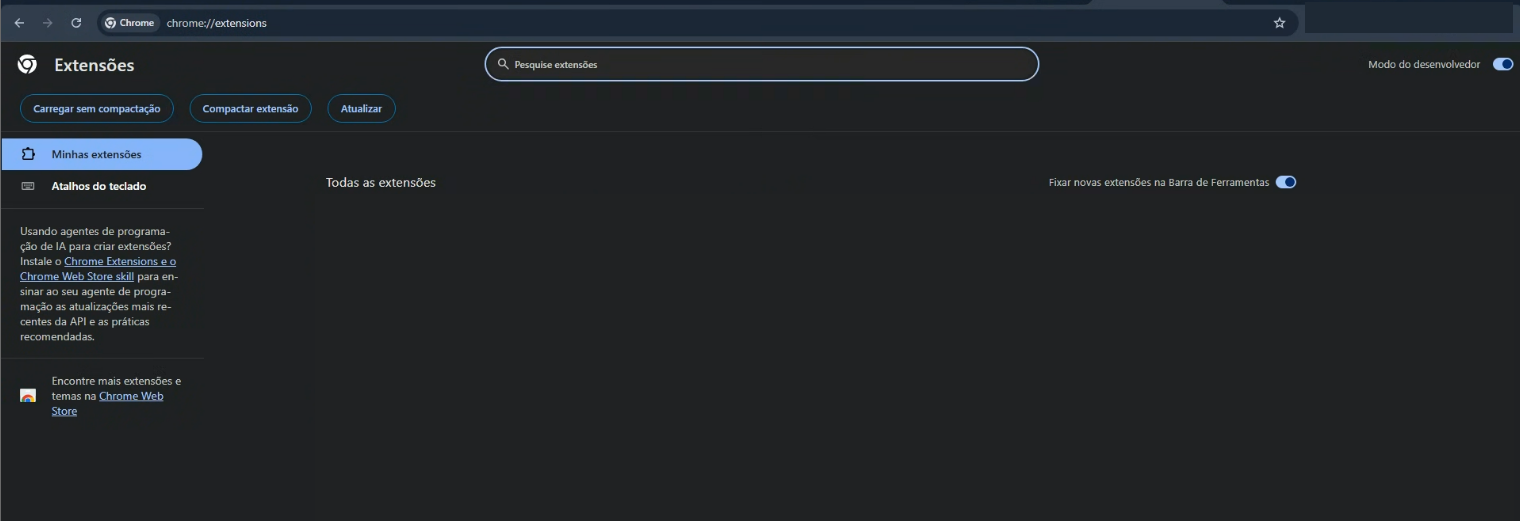 Chrome chrome://extensions
Extensões
Pesquise extensões
Modo do desenvolvedor
Carregar sem compactação
Compactar extensão
Atualizar
Minhas extensões
Atalhos do teclado
Todas as extensões
Fixar novas extensões na Barra de Ferramentas
Usando agentes de programa-
ção de IA para criar extensões?
Instale o Chrome Extensions e o
Chrome Web Store skill para en-
sinar ao seu agente de progra-
mação as atualizações mais re-
centes da API e as práticas
recomendadas.
Encontre mais extensões e
temas na Chrome Web
Store